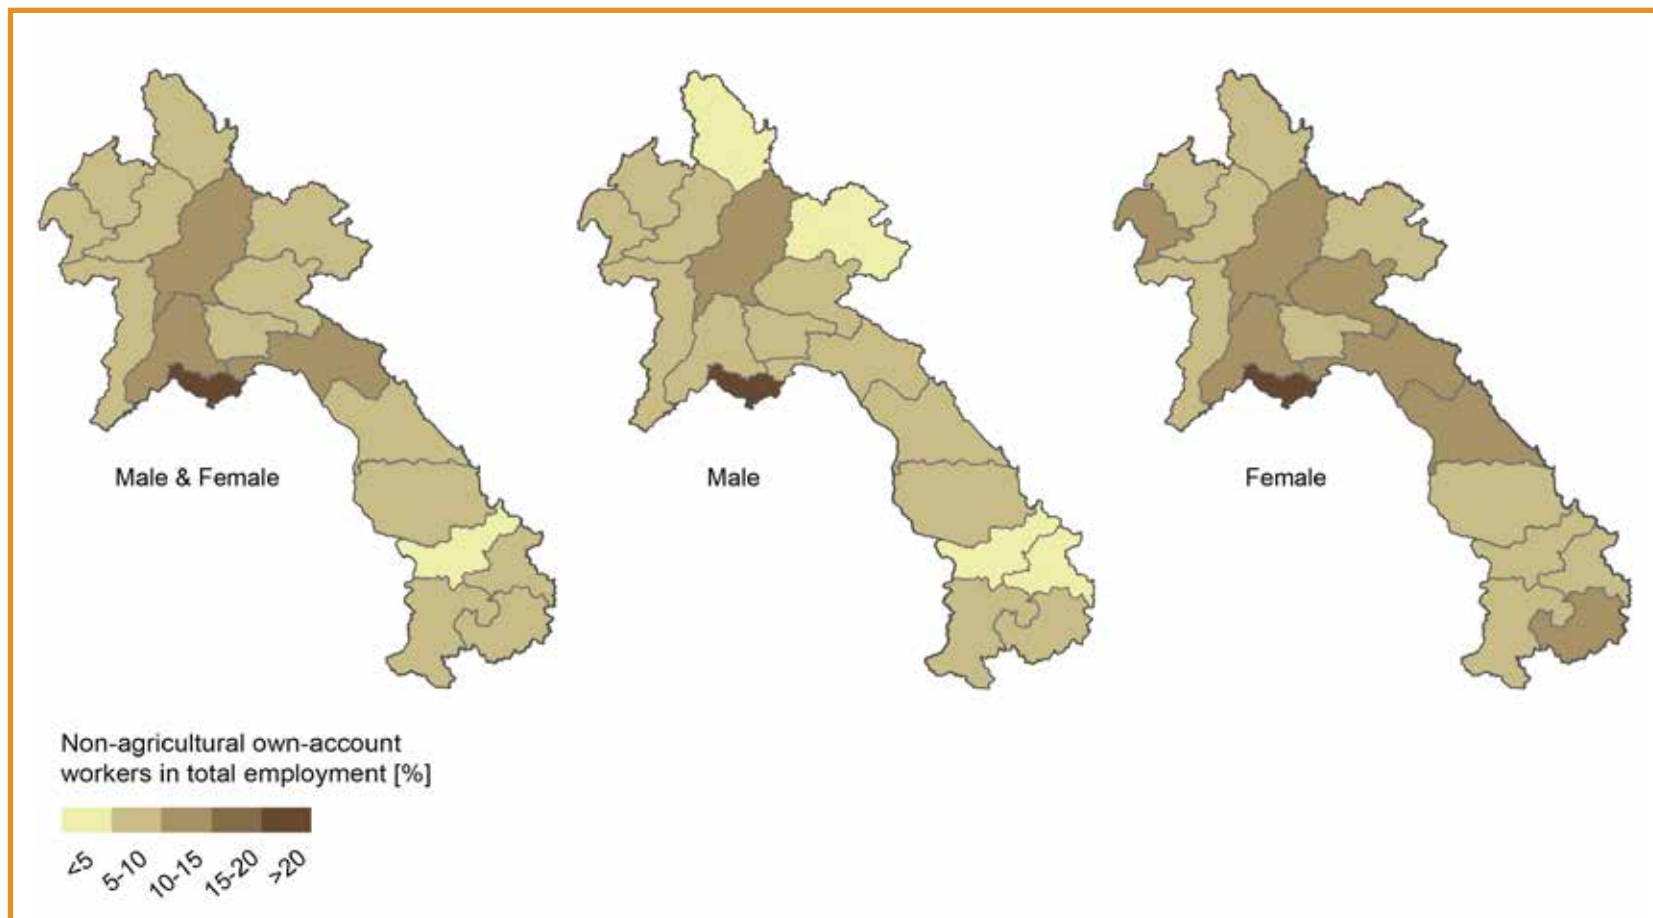 Male & Female
Male
Female
Non-agricultural own-account
workers in total employment [%]
<5
5-10
10-15
15-20
>20